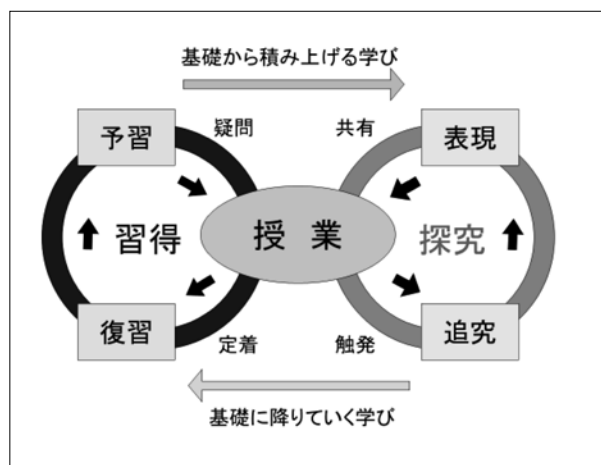 基礎から積み上げる学び
予習
疑問
共有
表現
習得
授 業
探究
復習
定着
触発
追究
基礎に降りていく学び